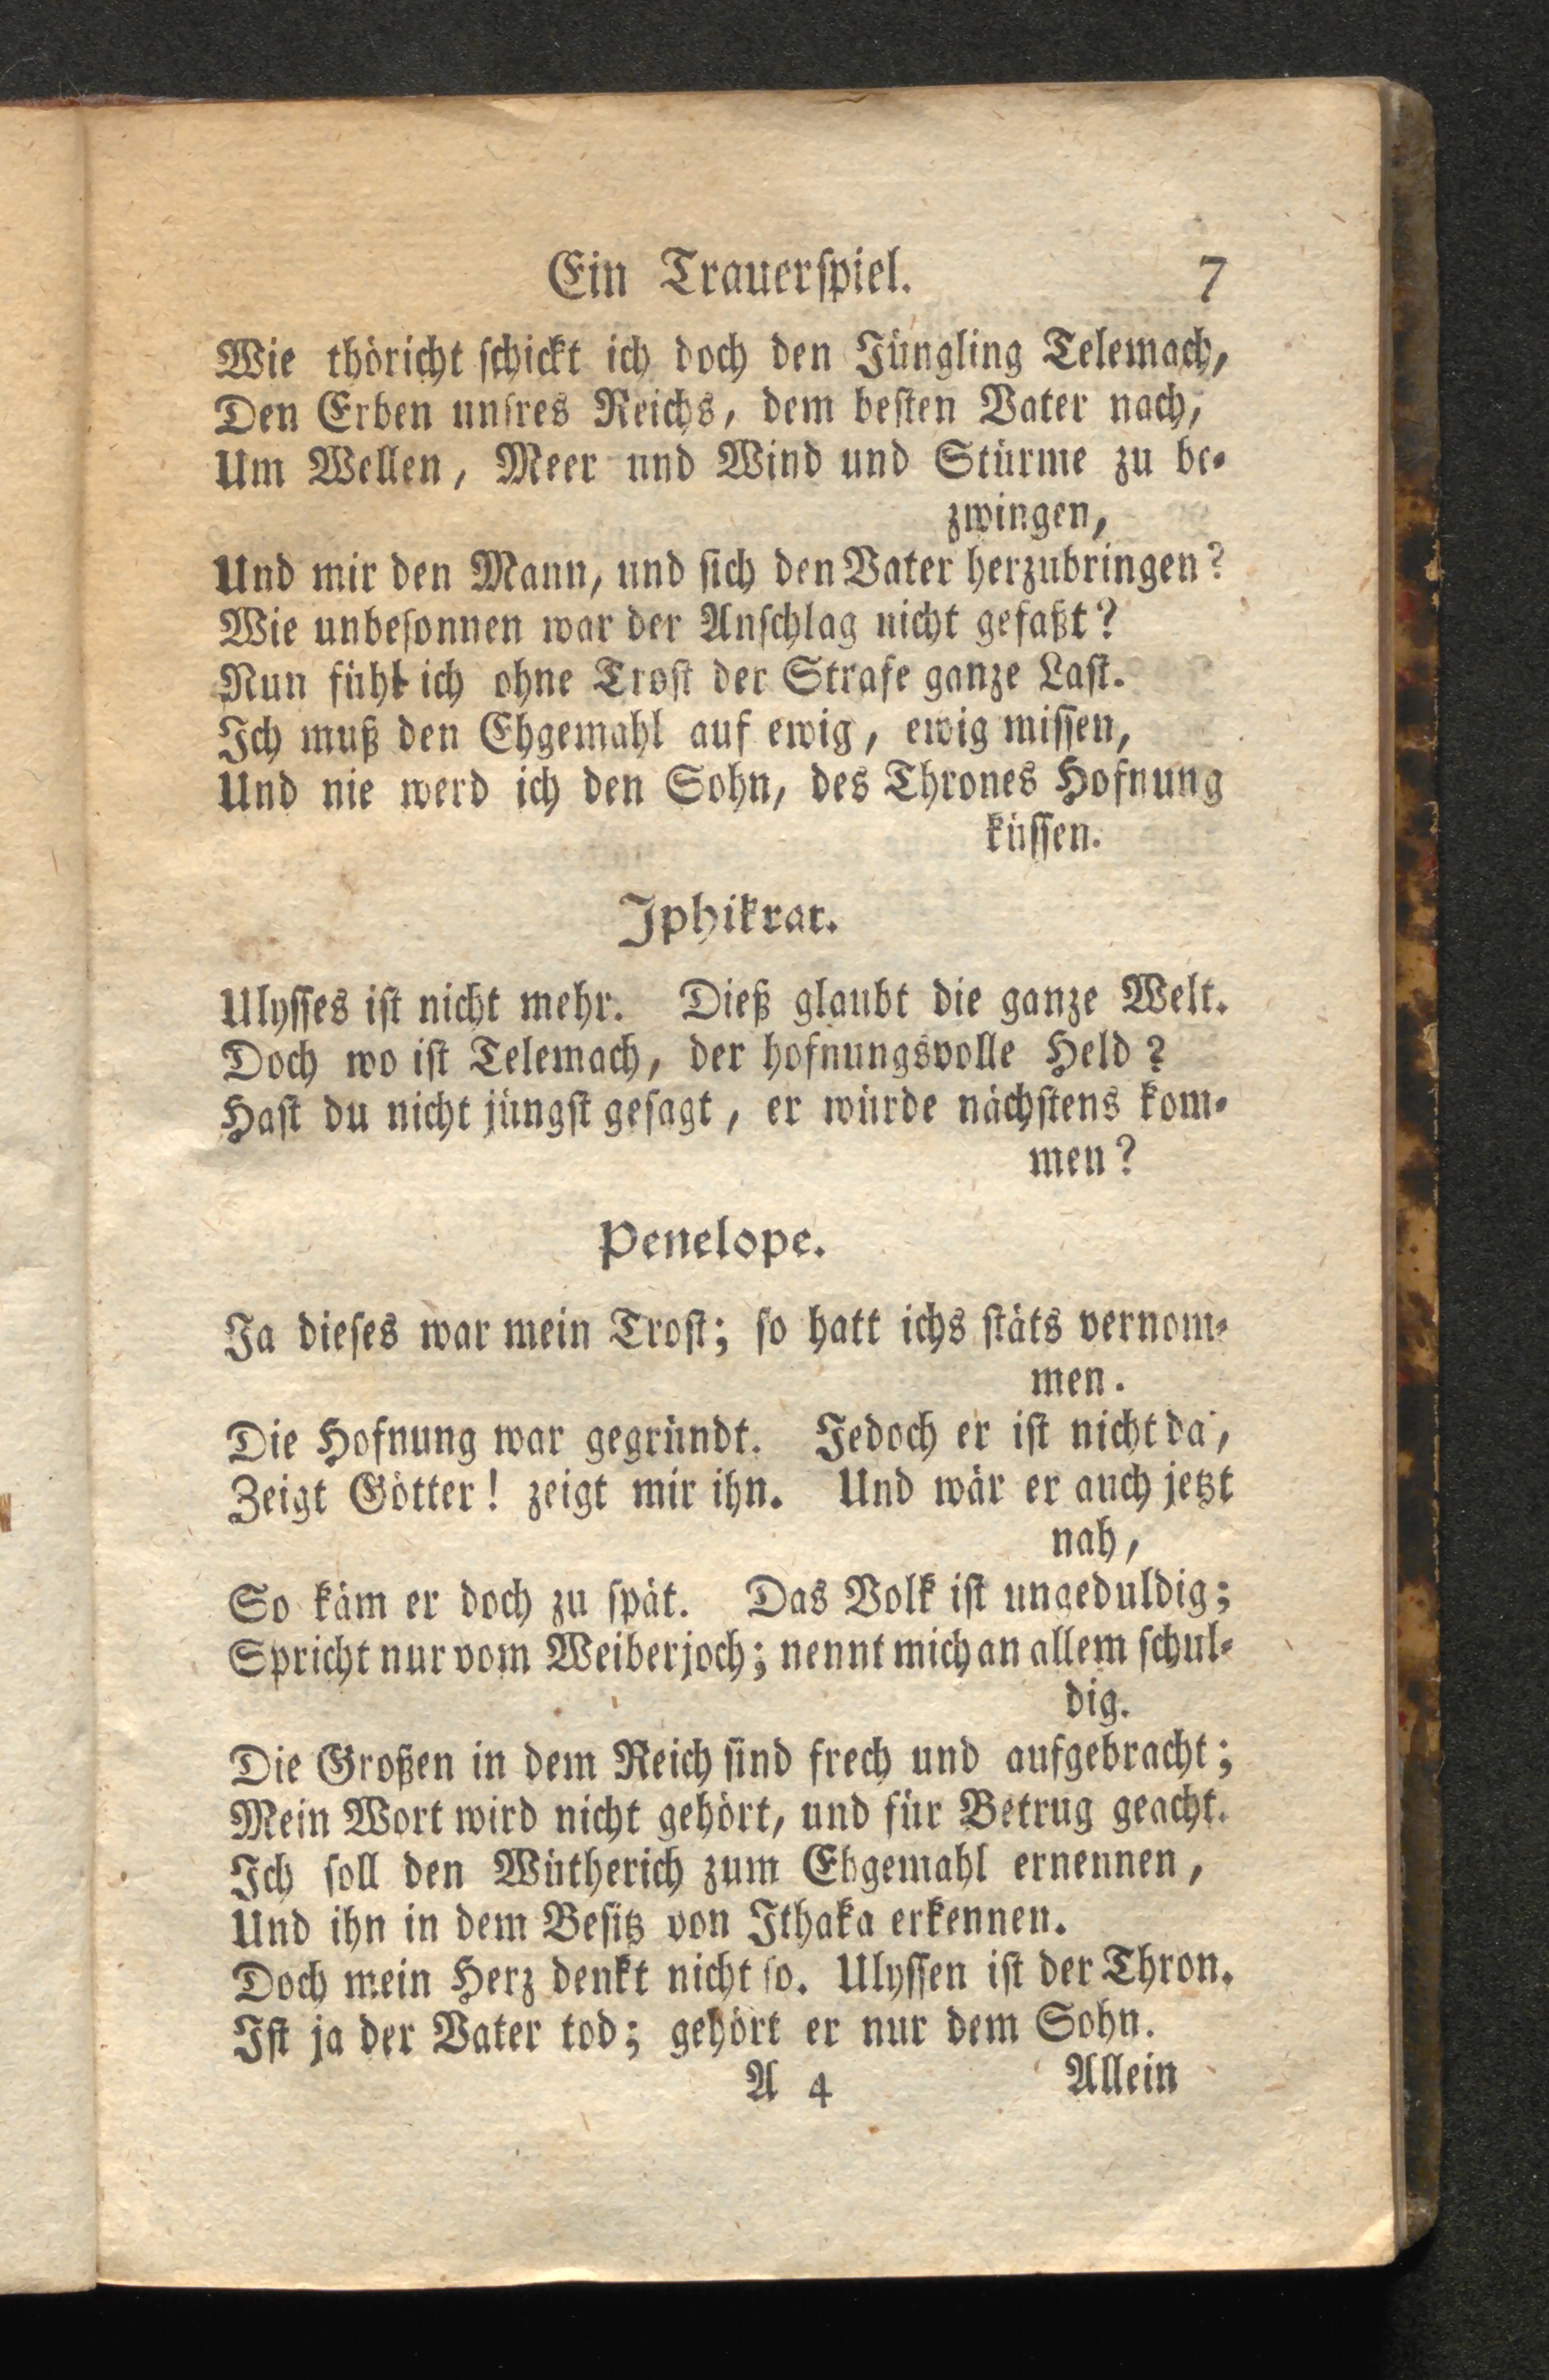 Ein Trauerſpiel. 7
Wie thöricht ſchickt ich doch den Jüngling Telemach,
Den Erben unſres Reichs, dem beſten Vater nach,
Um Wellen, Meer und Wind und Stürme zu be⸗
zwingen,
Und mir den Mann, und ſich den Vater herzubringen?
Wie unbeſonnen war der Anſchlag nicht gefaßt?
Nun fühl ich ohne Troſt der Strafe ganze Laſt.
Ich muß den Ehgemahl auf ewig, ewig miſſen,
Und nie werd ich den Sohn, des Thrones Hofnung
küſſen.
Iphikrat.
Ulyſſes iſt nicht mehr. Dieß glaubt die ganze Welt.
Doch wo iſt Telemach, der hofnungsvolle Held?
Haſt du nicht jüngſt geſagt, er würde nächſtens kom⸗
men?
Penelope.
Ja dieſes war mein Troſt; ſo hatt ichs ſtäts vernom⸗
men.
Die Hofnung war gegründt. Jedoch er iſt nicht da,
Zeigt Götter! zeigt mir ihn. Und wär er auch jetzt
nah,
So käm er doch zu ſpät. Das Volk iſt ungeduldig;
Spricht nur vom Weiberjoch; nennt mich an allem ſchul⸗
dig.
Die Großen in dem Reich ſind frech und aufgebracht;
Mein Wort wird nicht gehört, und für Betrug geacht.
Ich ſoll den Wütherich zum Ehgemahl ernennen,
Und ihn in dem Beſitz von Ithaka erkennen.
Doch mein Herz denkt nicht ſo. Ulyſſen iſt der Thron.
Iſt ja der Vater tod; gehört er nur dem Sohn.
A 4 Allein